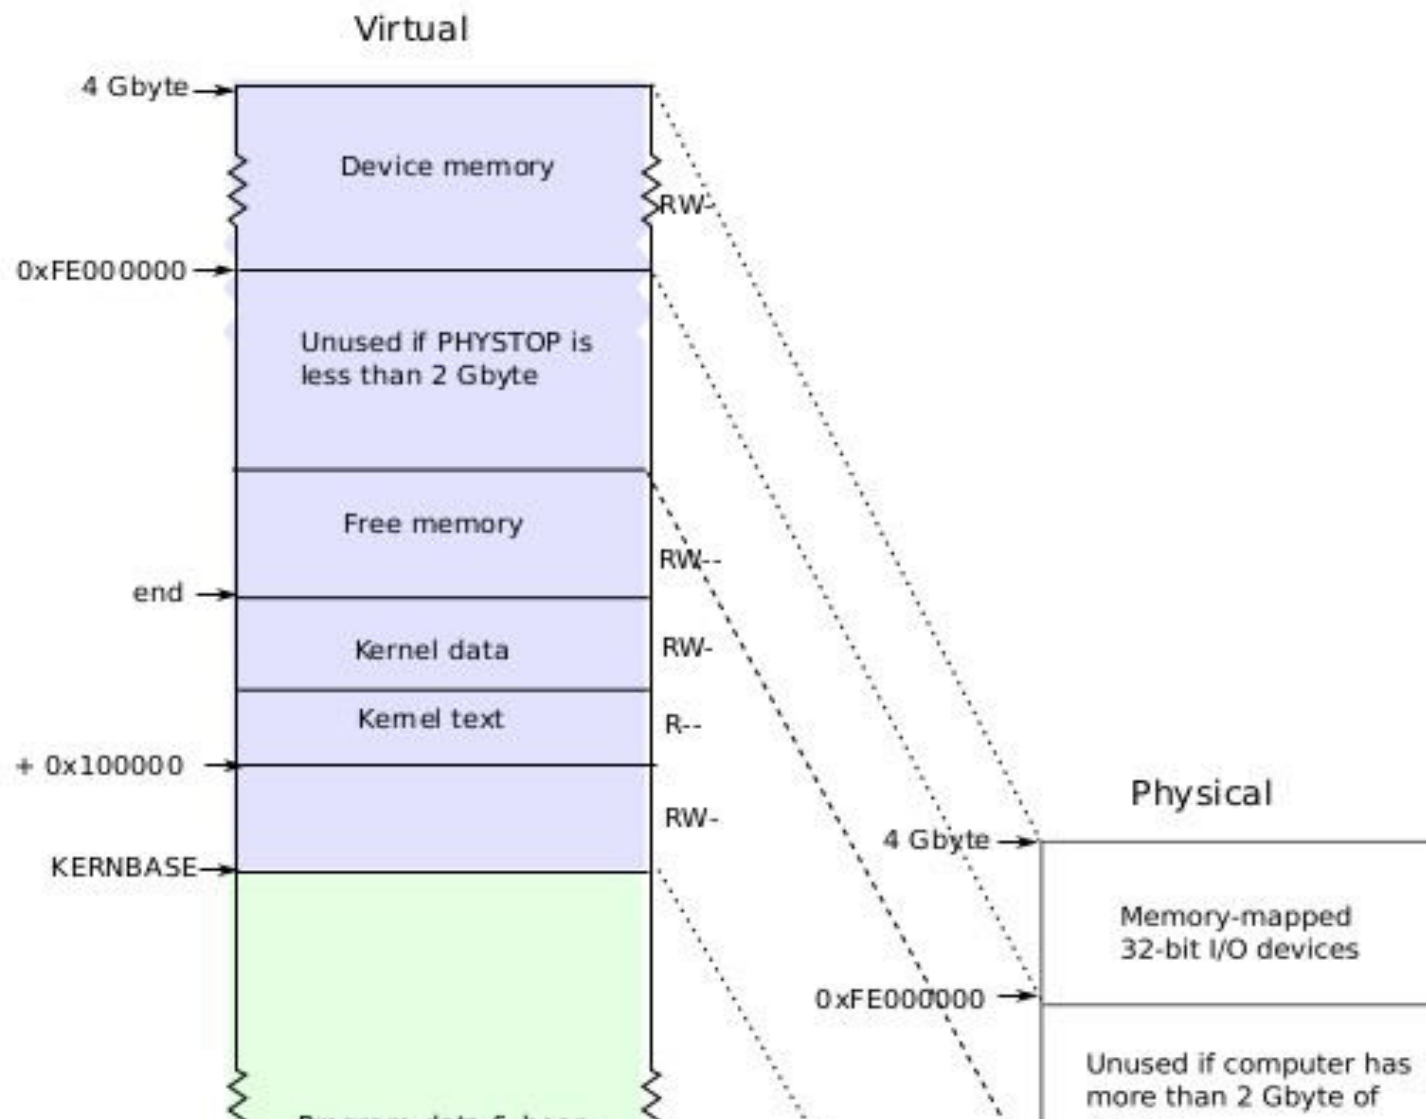 Virtual
4 Gbyte
Device memory
RW-
0xFE000000
Unused if PHYSTOP is
less than 2 Gbyte
Free memory
RW--
end
Kernel data
RW-
Kernel text
R--
+ 0x100000
RW-
KERNBASE
Physical
4 Gbyte
Memory-mapped
32-bit I/O devices
0xFE000000
Unused if computer has
more than 2 Gbyte of